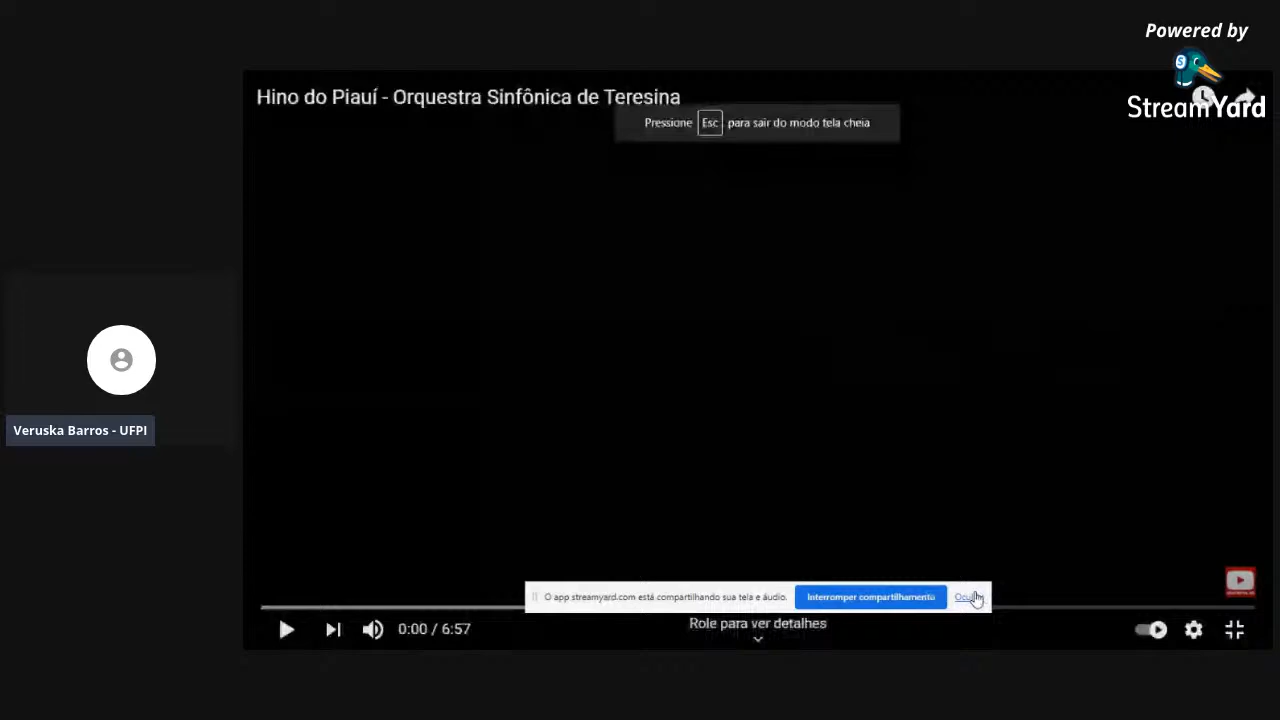 Powered by
StreamYard
Hino do Piauí - Orquestra Sinfônica de Teresina
Pressione Esc para sair do modo tela cheia
Veruska Barros - UFPI
O app streamyard.com está compartilhando sua tela e áudio.
Interromper compartilhamento
0:00 / 6:57
Role para ver detalhes